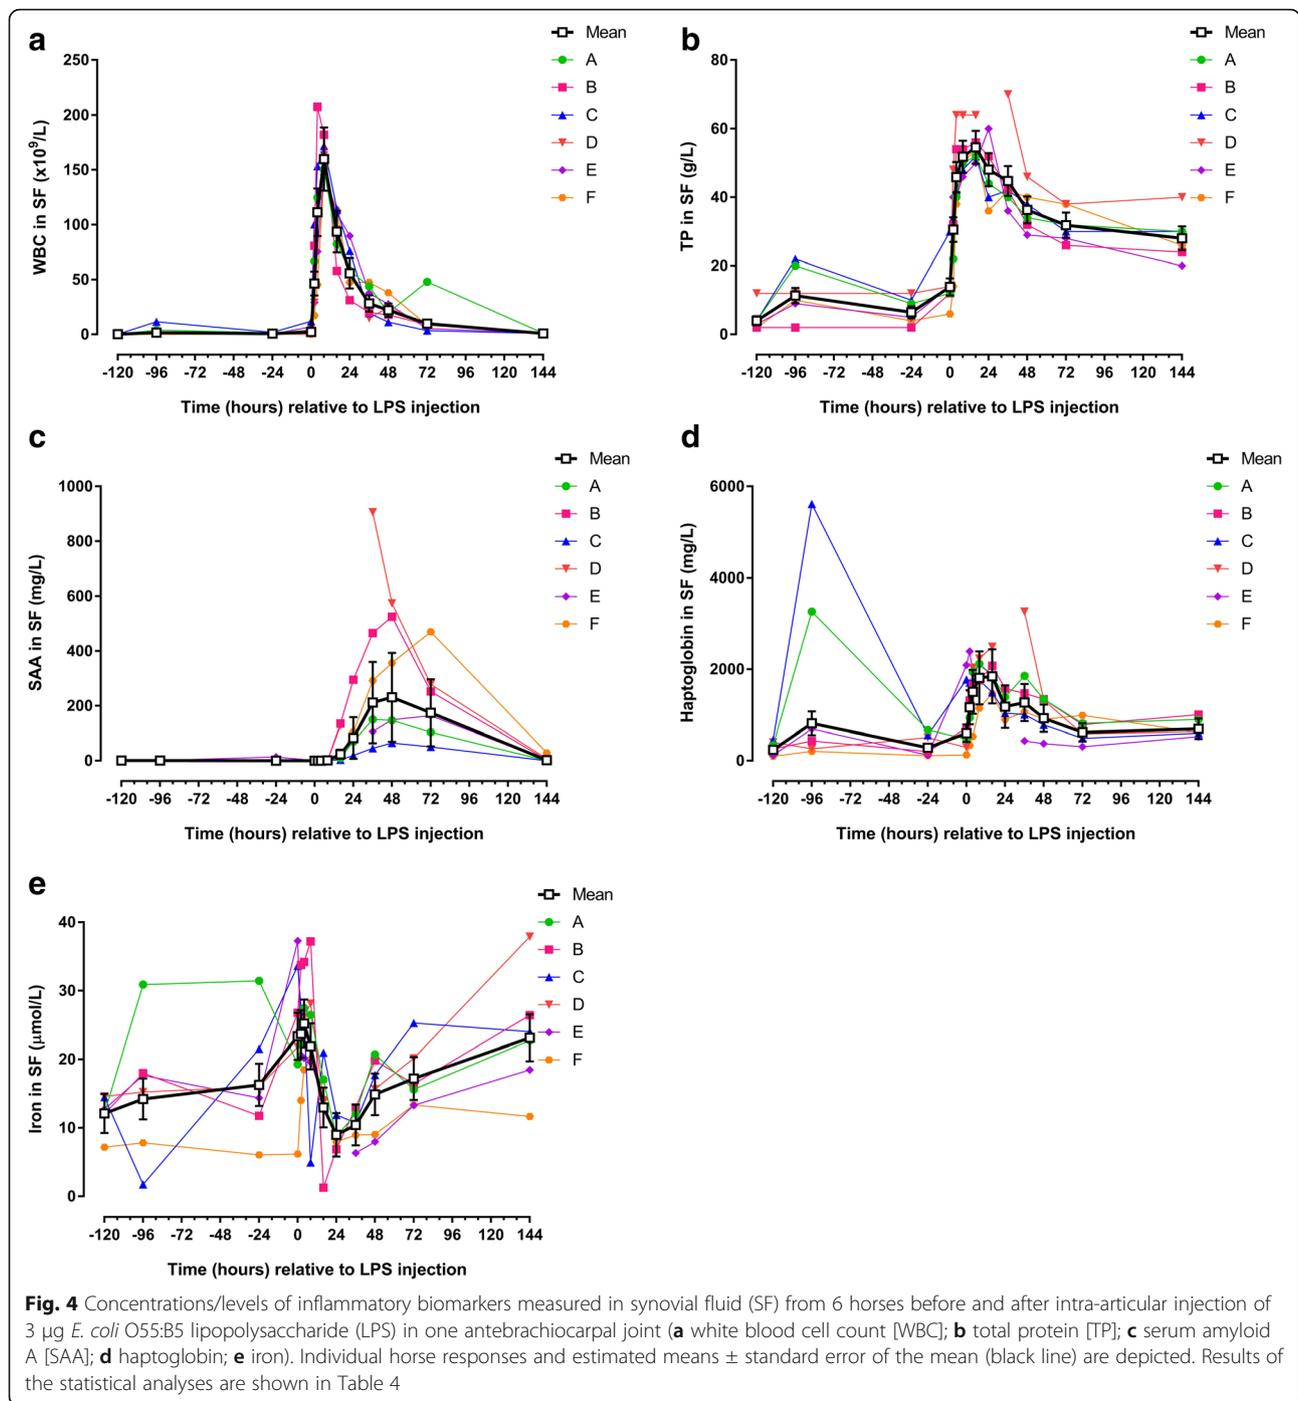 a
Mean
A
B
C
D
E
F
250
200
150
100
50
0
WBC in SF (x10⁹/L)
-120 -96 -72 -48 -24 0 24 48 72 96 120 144
Time (hours) relative to LPS injection
b
Mean
A
B
C
D
E
F
80
60
40
20
0
TP in SF (g/L)
-120 -96 -72 -48 -24 0 24 48 72 96 120 144
Time (hours) relative to LPS injection
c
Mean
A
B
C
D
E
F
1000
800
600
400
200
0
SAA in SF (mg/L)
-120 -96 -72 -48 -24 0 24 48 72 96 120 144
Time (hours) relative to LPS injection
d
Mean
A
B
C
D
E
F
6000
4000
2000
0
Haptoglobin in SF (mg/L)
-120 -96 -72 -48 -24 0 24 48 72 96 120 144
Time (hours) relative to LPS injection
e
Mean
A
B
C
D
E
F
40
30
20
10
0
Iron in SF (µmol/L)
-120 -96 -72 -48 -24 0 24 48 72 96 120 144
Time (hours) relative to LPS injection
Fig. 4 Concentrations/levels of inflammatory biomarkers measured in synovial fluid (SF) from 6 horses before and after intra-articular injection of
3 µg E. coli O55:B5 lipopolysaccharide (LPS) in one antebrachiocarpal joint (a white blood cell count [WBC]; b total protein [TP]; c serum amyloid
A [SAA]; d haptoglobin; e iron). Individual horse responses and estimated means ± standard error of the mean (black line) are depicted. Results of
the statistical analyses are shown in Table 4